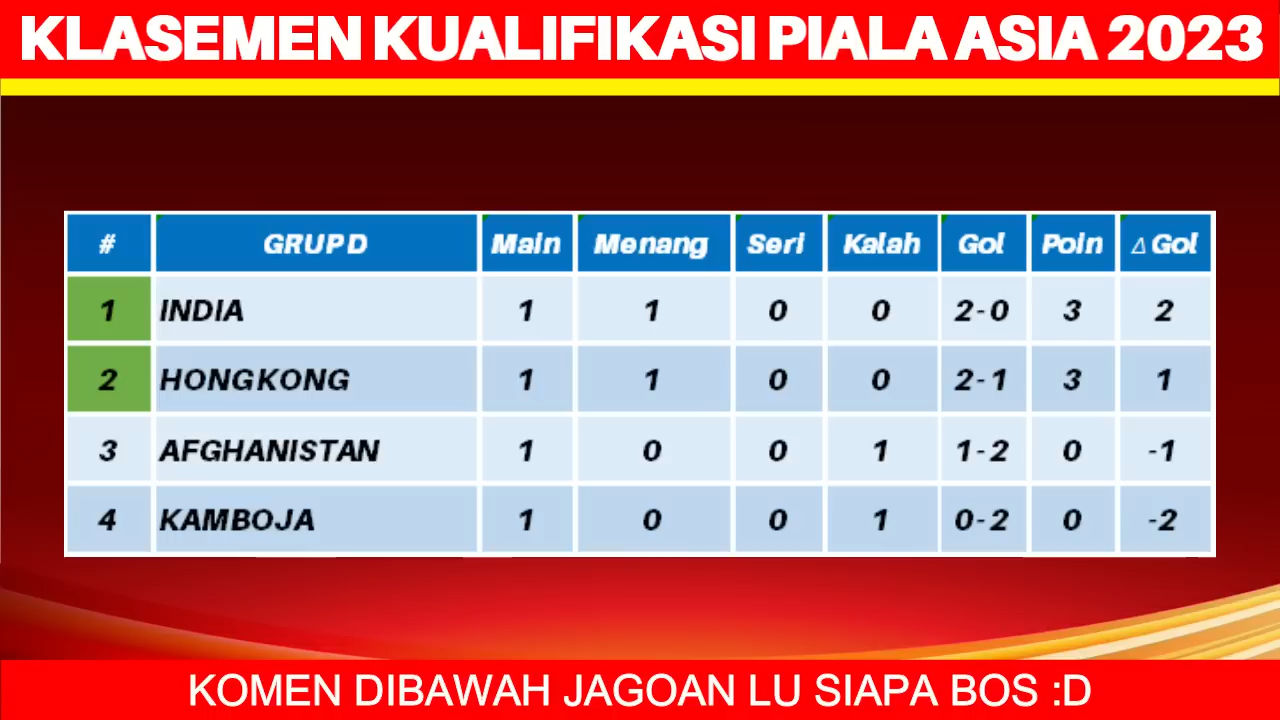 KLASEMEN KUALIFIKASI PIALA ASIA 2023
# GRUP D Main Menang Seri Kalah Gol Poin Δ Gol
1 INDIA 1 1 0 0 2-0 3 2
2 HONGKONG 1 1 0 0 2-1 3 1
3 AFGHANISTAN 1 0 0 1 1-2 0 -1
4 KAMBOJA 1 0 0 1 0-2 0 -2
KOMEN DIBAWAH JAGOAN LU SIAPA BOS :D